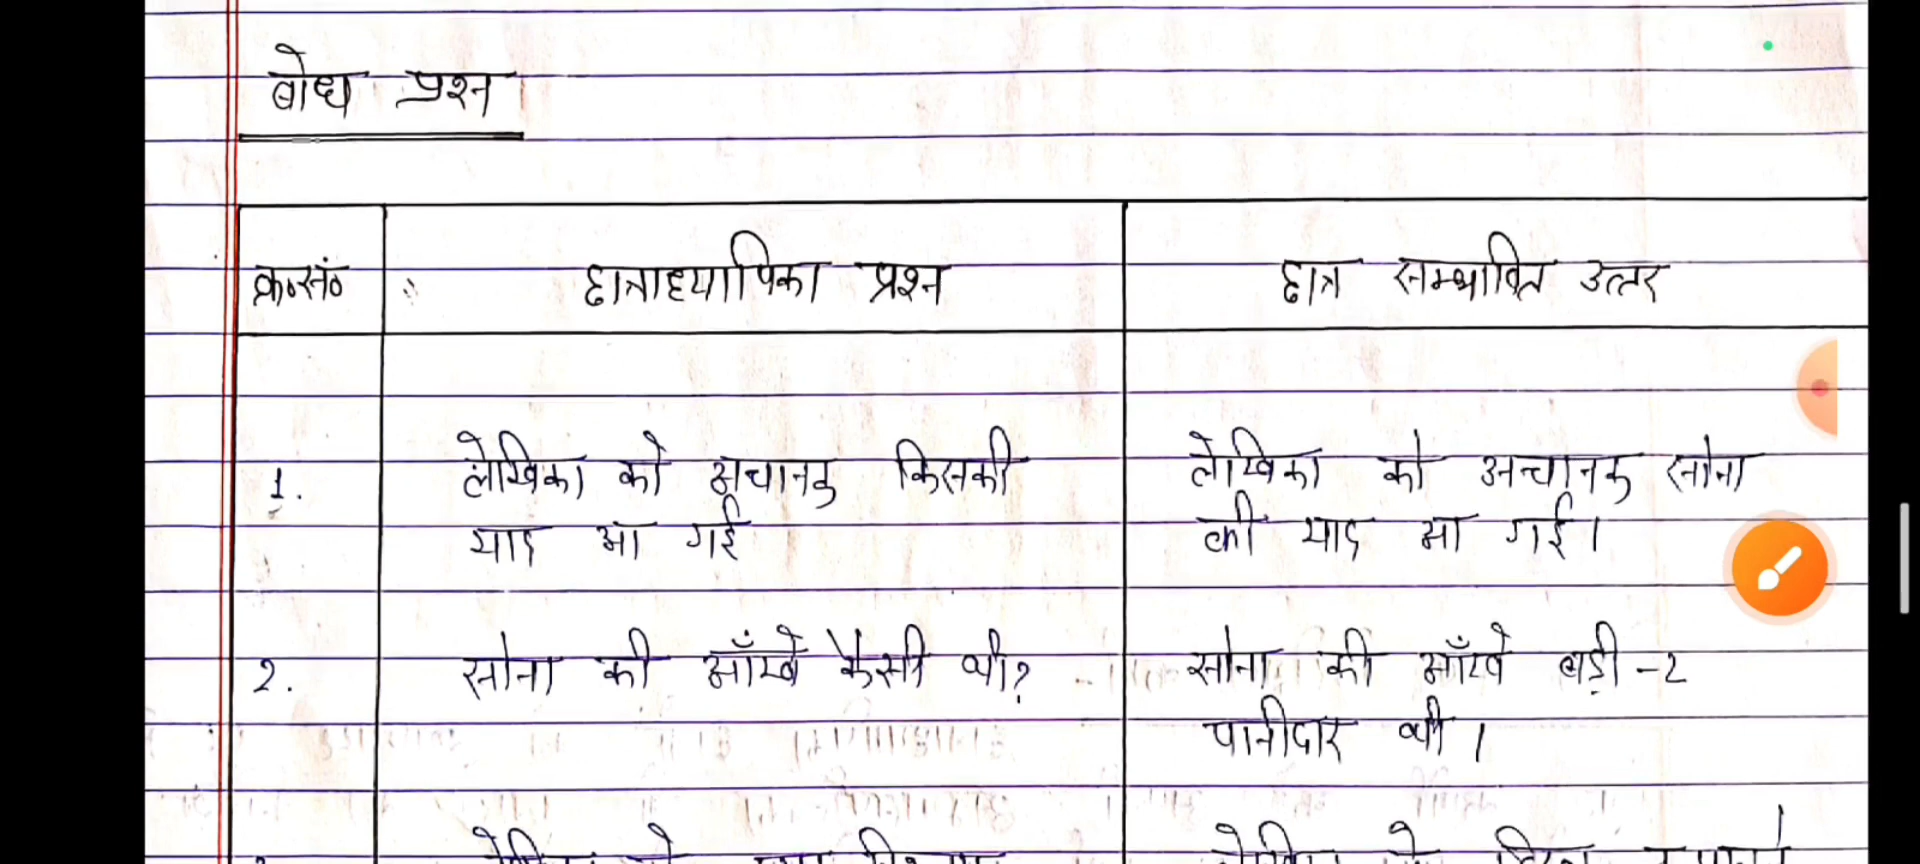 बोध प्रश्न
क्र०सं० छात्राध्यापिका प्रश्न छात्र सम्भावित उत्तर
1. लेखिका को अचानक किसकी लेखिका को अचानक सोना
याद आ गई की याद आ गई।
2. सोना की आँखे कैसी थी? सोना की आँखे बड़ी-2
पानीदार थी।